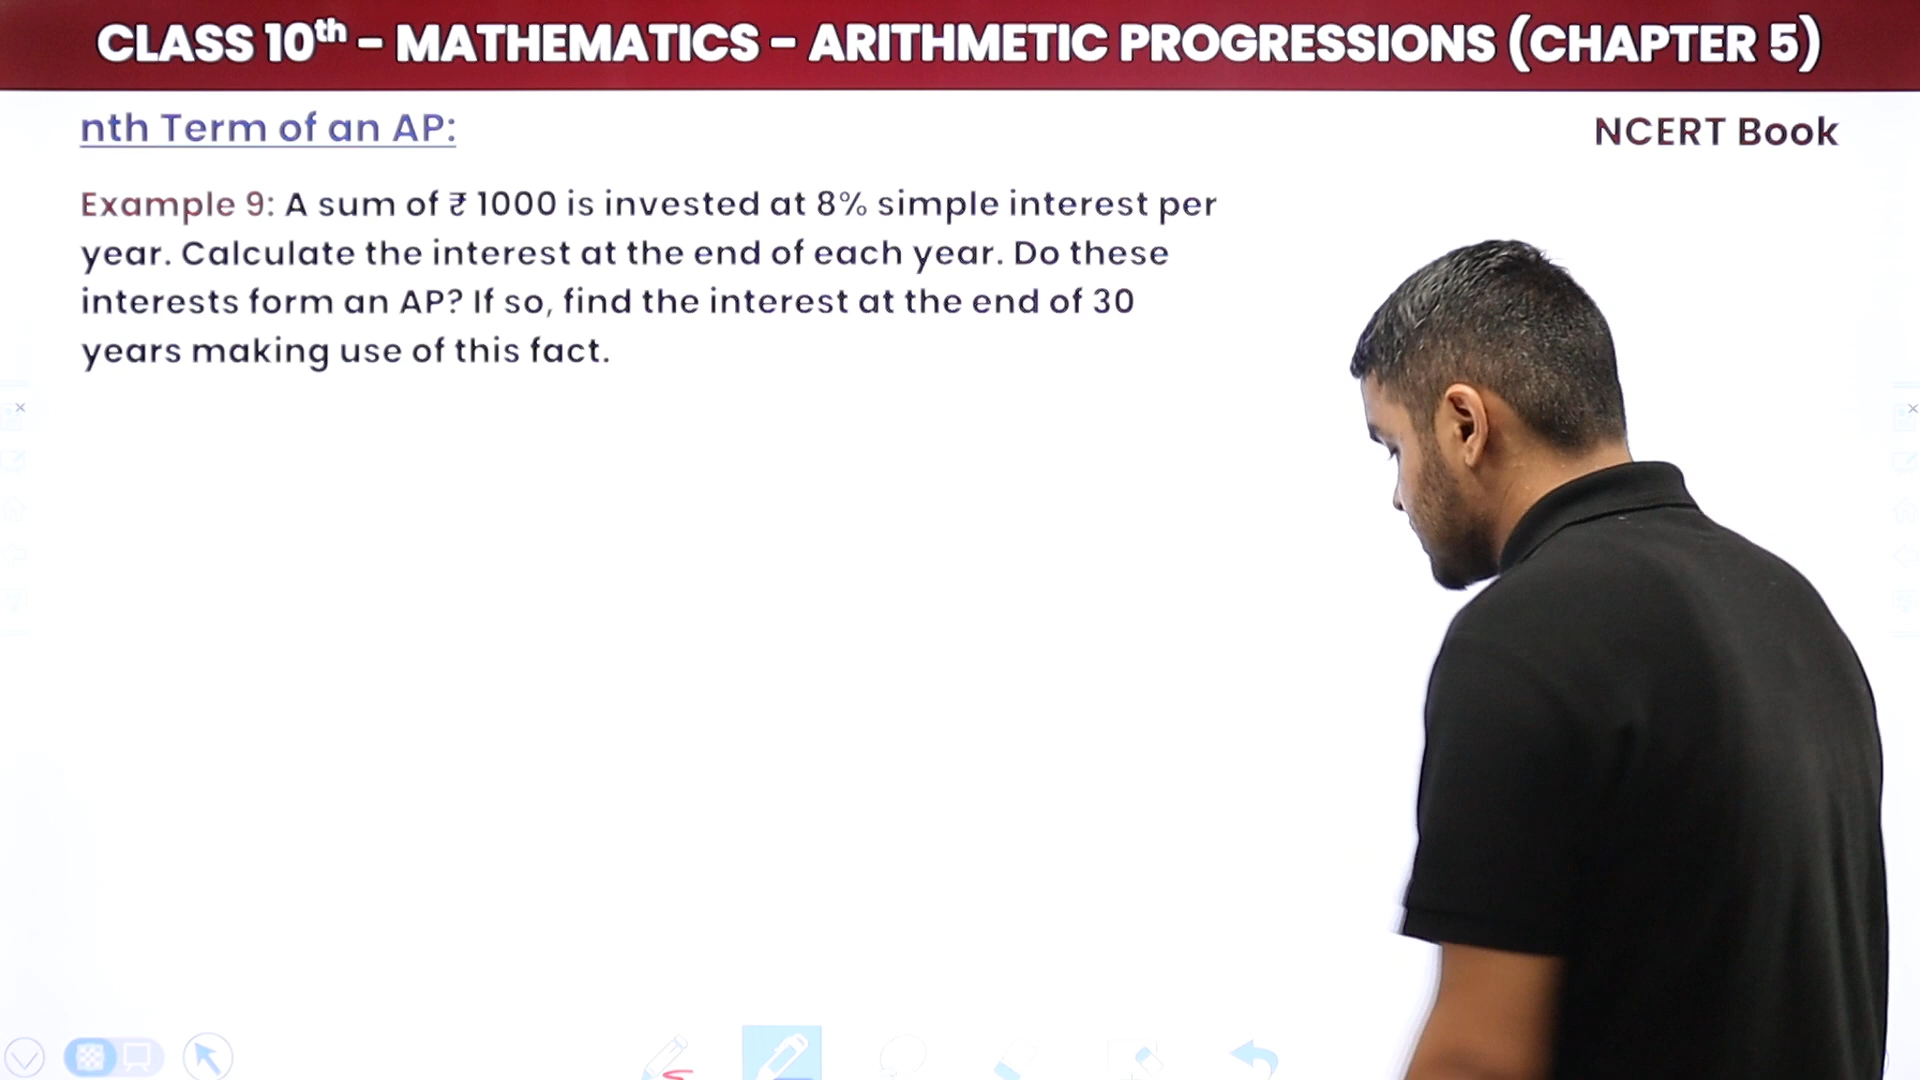 CLASS 10th - MATHEMATICS - ARITHMETIC PROGRESSIONS (CHAPTER 5)
nth Term of an AP:
NCERT Book
Example 9: A sum of ₹ 1000 is invested at 8% simple interest per
year. Calculate the interest at the end of each year. Do these
interests form an AP? If so, find the interest at the end of 30
years making use of this fact.